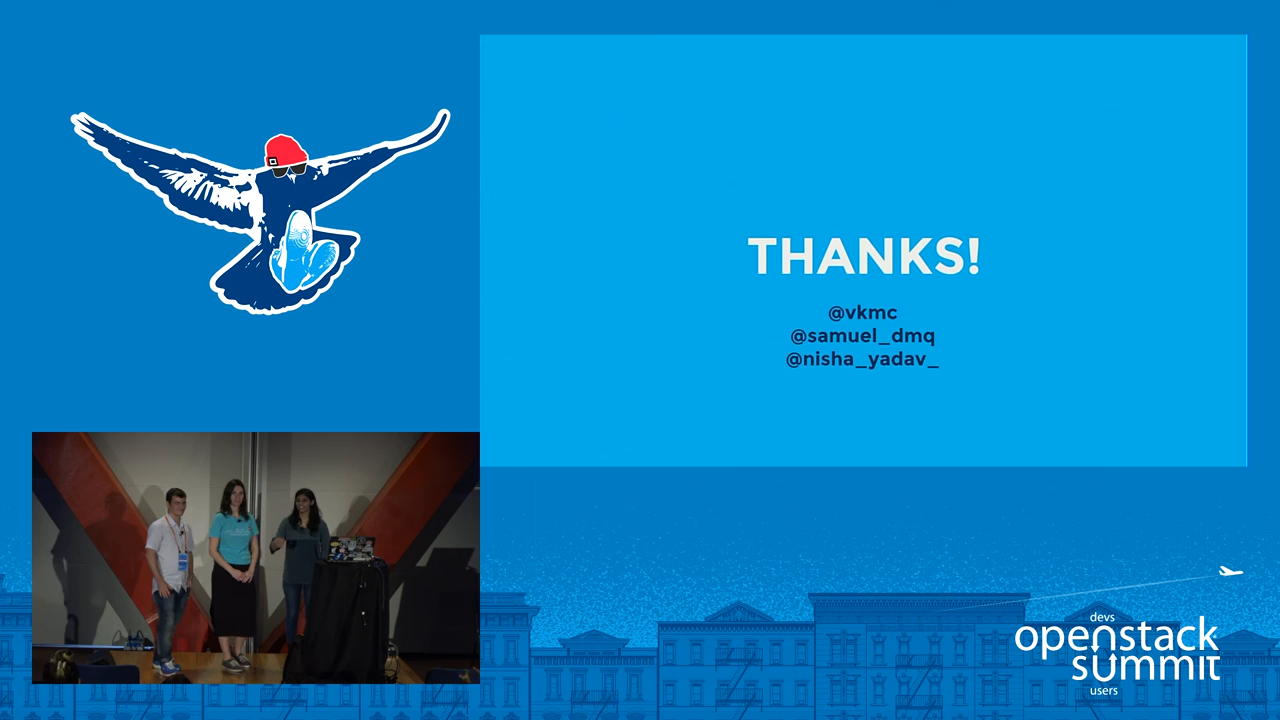 THANKS!
@vkmc
@samuel_dmq
@nisha_yadav_
devs
openstack
summit
users